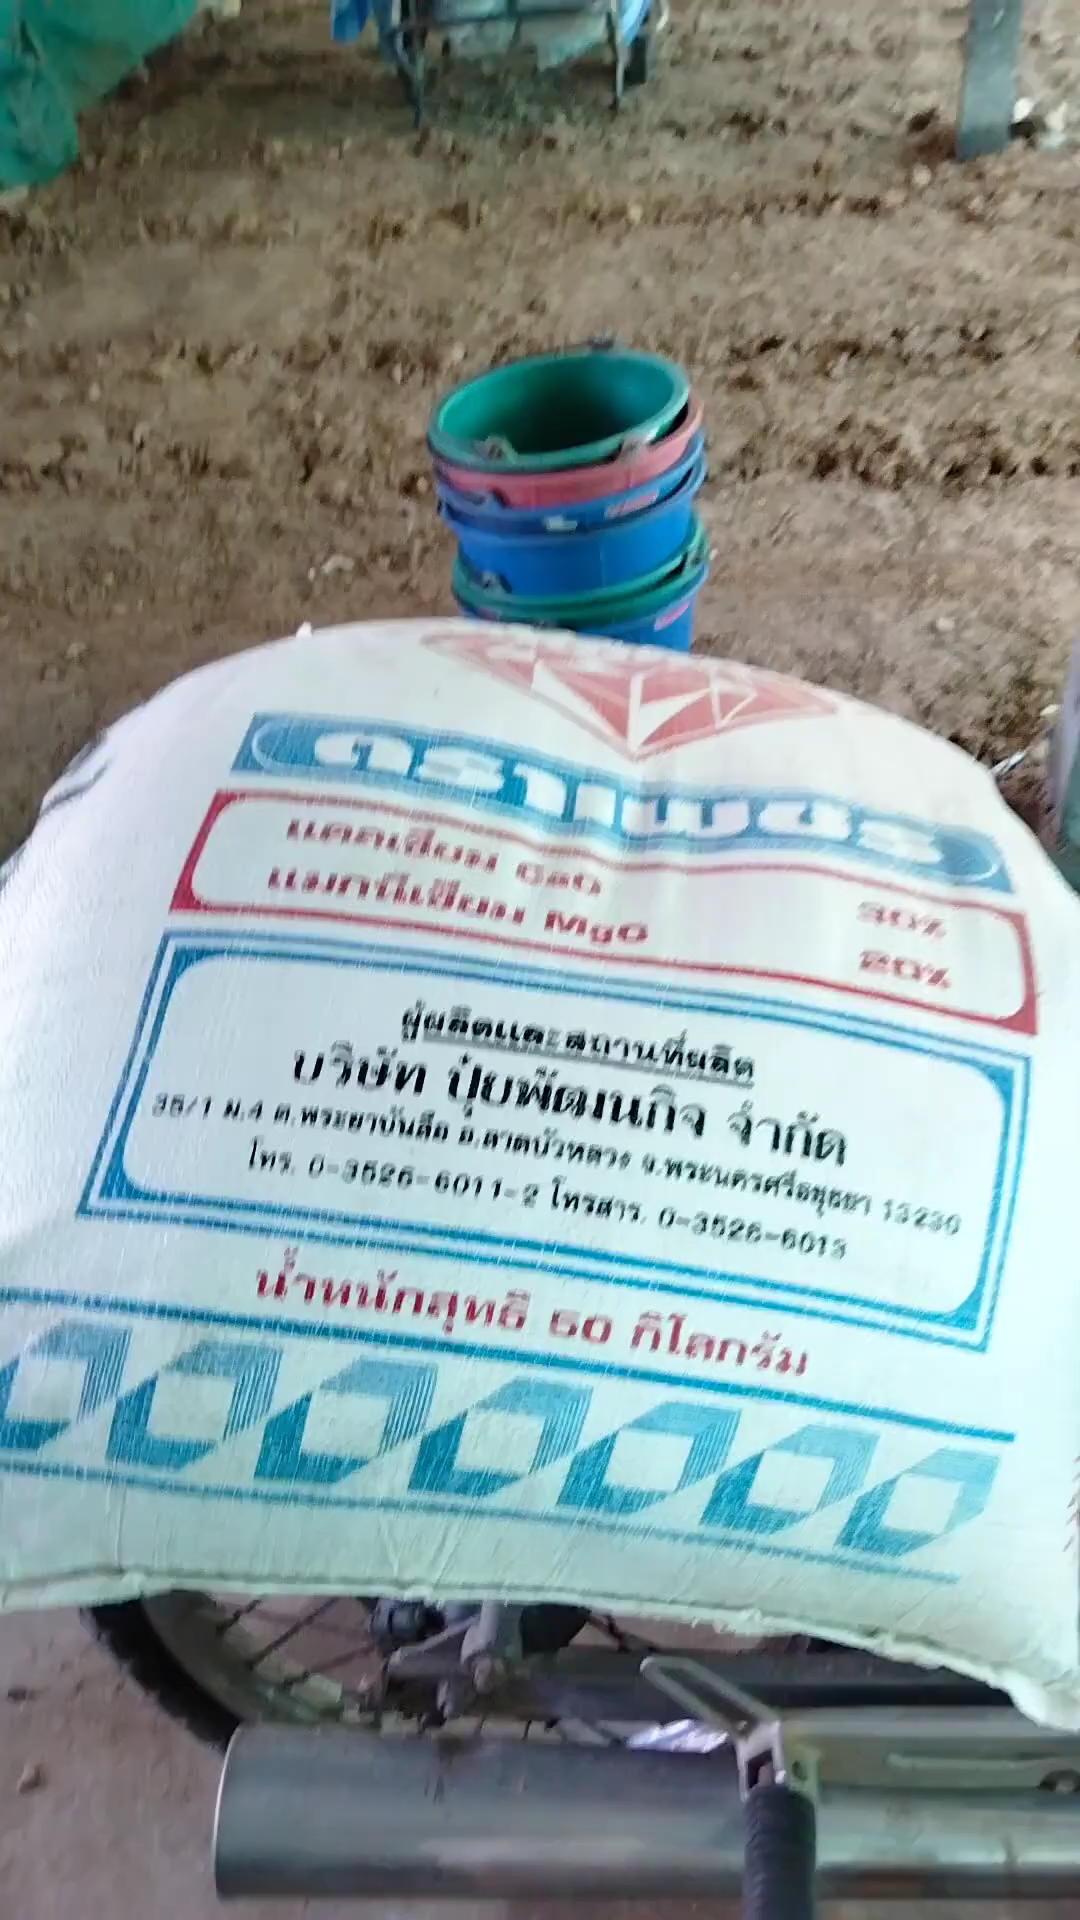 ตราเพชร
แคลเซียม CaO 30%
แมกนีเซียม MgO 20%
ผู้ผลิตและสถานที่ผลิต
บริษัท ปุ๋ยพัฒนกิจ จำกัด
35/1 ม.4 ต.พระยาบันลือ อ.ลาดบัวหลวง จ.พระนครศรีอยุธยา 13230
โทร. 0-3526-6011-2 โทรสาร. 0-3526-6013
น้ำหนักสุทธิ 50 กิโลกรัม